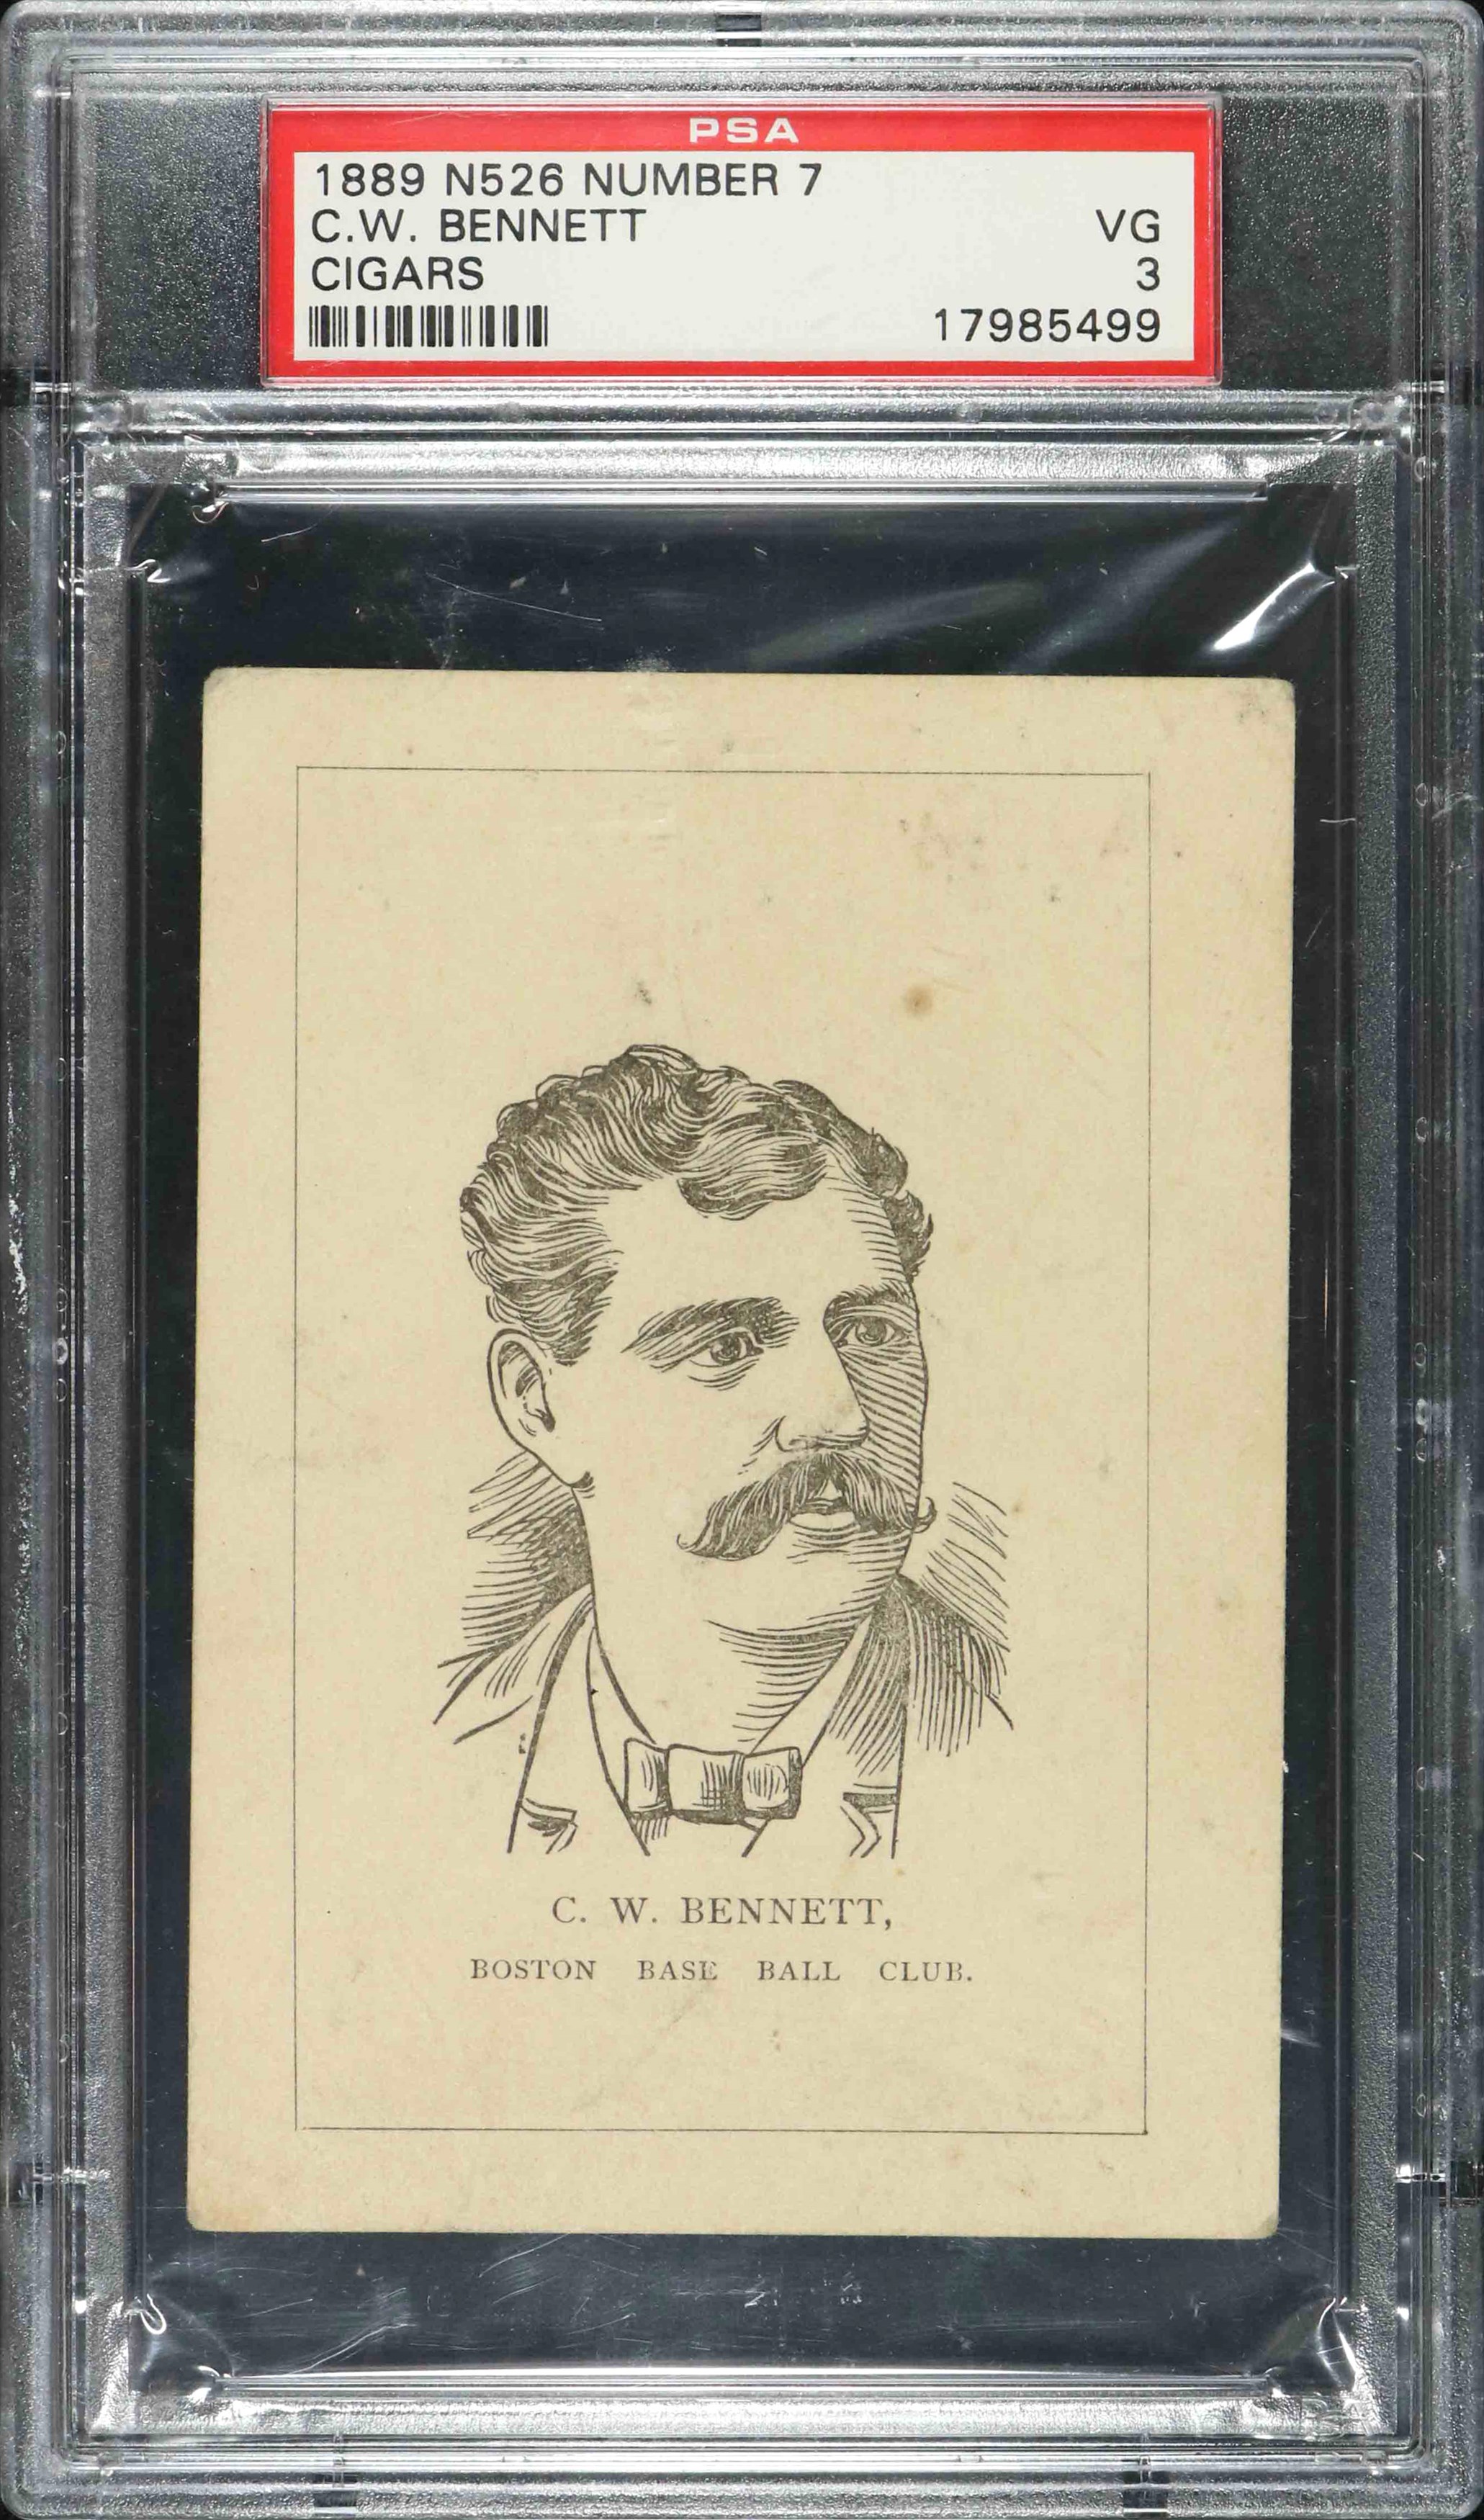 PSA
1889 N526 NUMBER 7
C.W. BENNETT VG
CIGARS 3
17985499
C. W. BENNETT,
BOSTON BASE BALL CLUB.